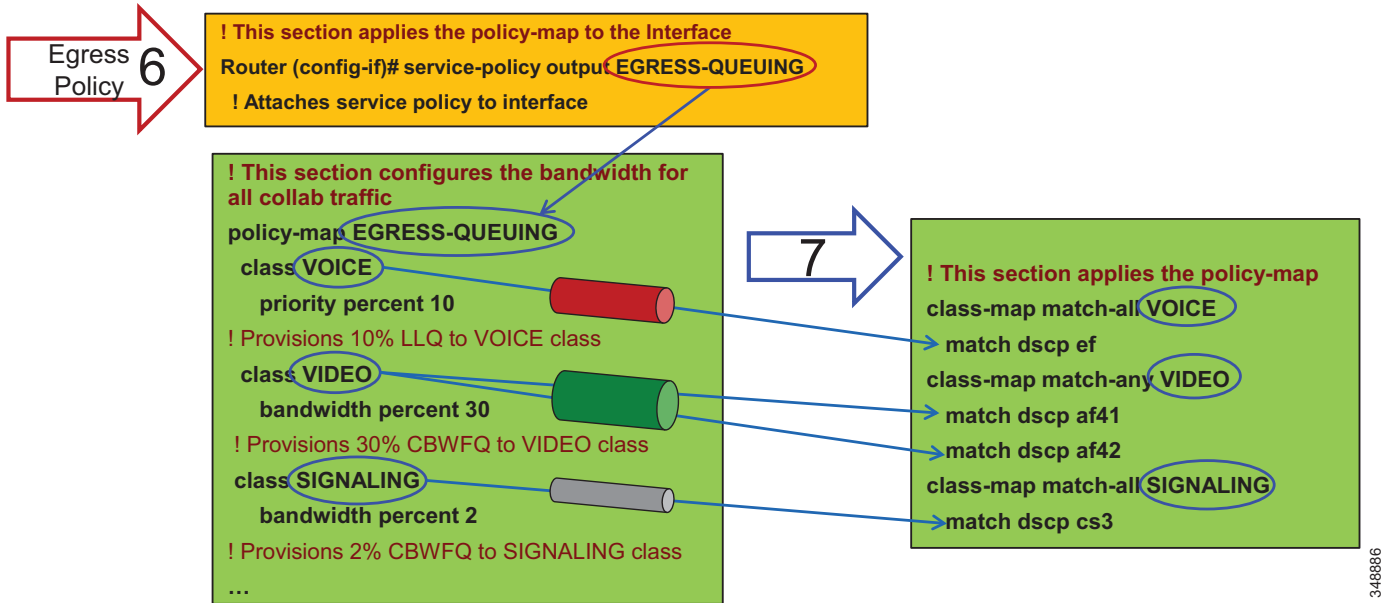 Egress
Policy
6
! This section applies the policy-map to the Interface
Router (config-if)# service-policy output EGRESS-QUEUING
! Attaches service policy to interface
! This section configures the bandwidth for
all collab traffic
policy-map EGRESS-QUEUING
class VOICE
priority percent 10
! Provisions 10% LLQ to VOICE class
class VIDEO
bandwidth percent 30
! Provisions 30% CBWFQ to VIDEO class
class SIGNALING
bandwidth percent 2
! Provisions 2% CBWFQ to SIGNALING class
...
7
! This section applies the policy-map
class-map match-all VOICE
match dscp ef
class-map match-any VIDEO
match dscp af41
match dscp af42
class-map match-all SIGNALING
match dscp cs3
348886